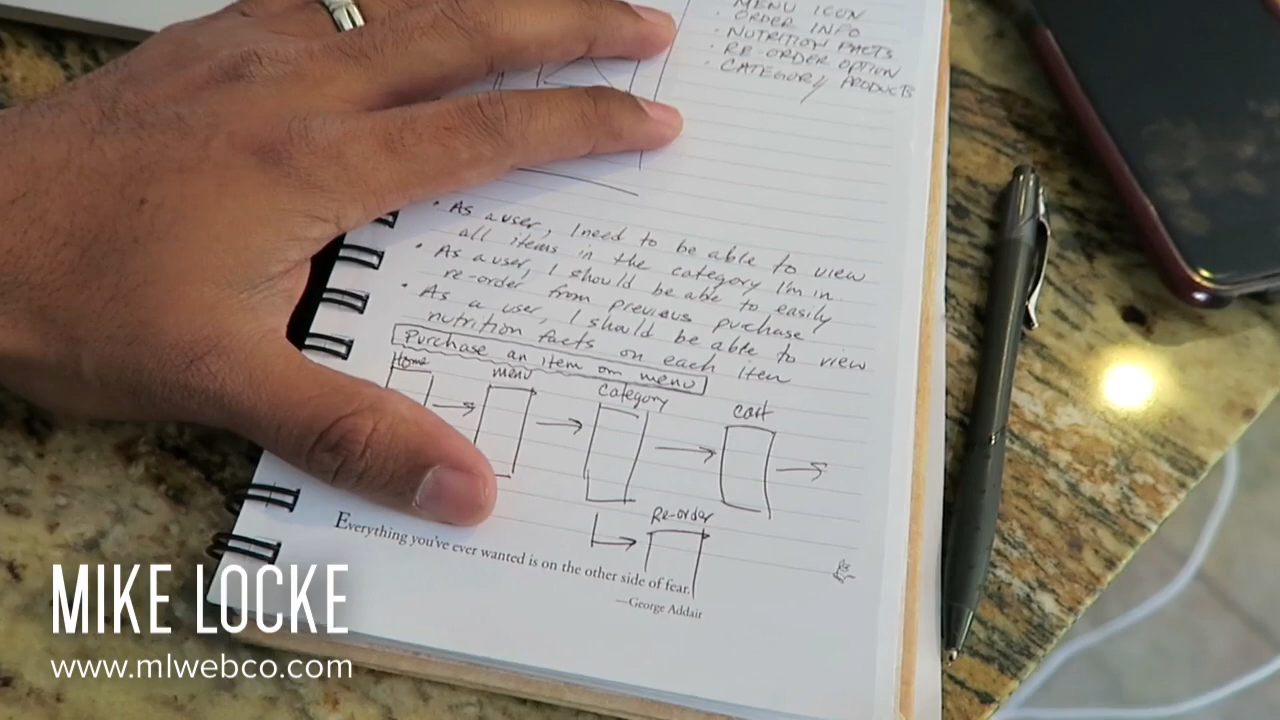 MENU ICON
· ORDER INFO
· NUTRITION FACTS
· RE-ORDER OPTION
· CATEGORY PRODUCTS
• As a user, I need to be able to view
all items in the category I'm in
• As a user, I should be able to easily
re-order from previous purchase
• As a user, I should be able to view
nutrition facts on each item
Purchase an item on menu
Home
menu
Category
Cart
Re-order
Everything you've ever wanted is on the other side of fear.
—George Addair
MIKE LOCKE
www.mlwebco.com